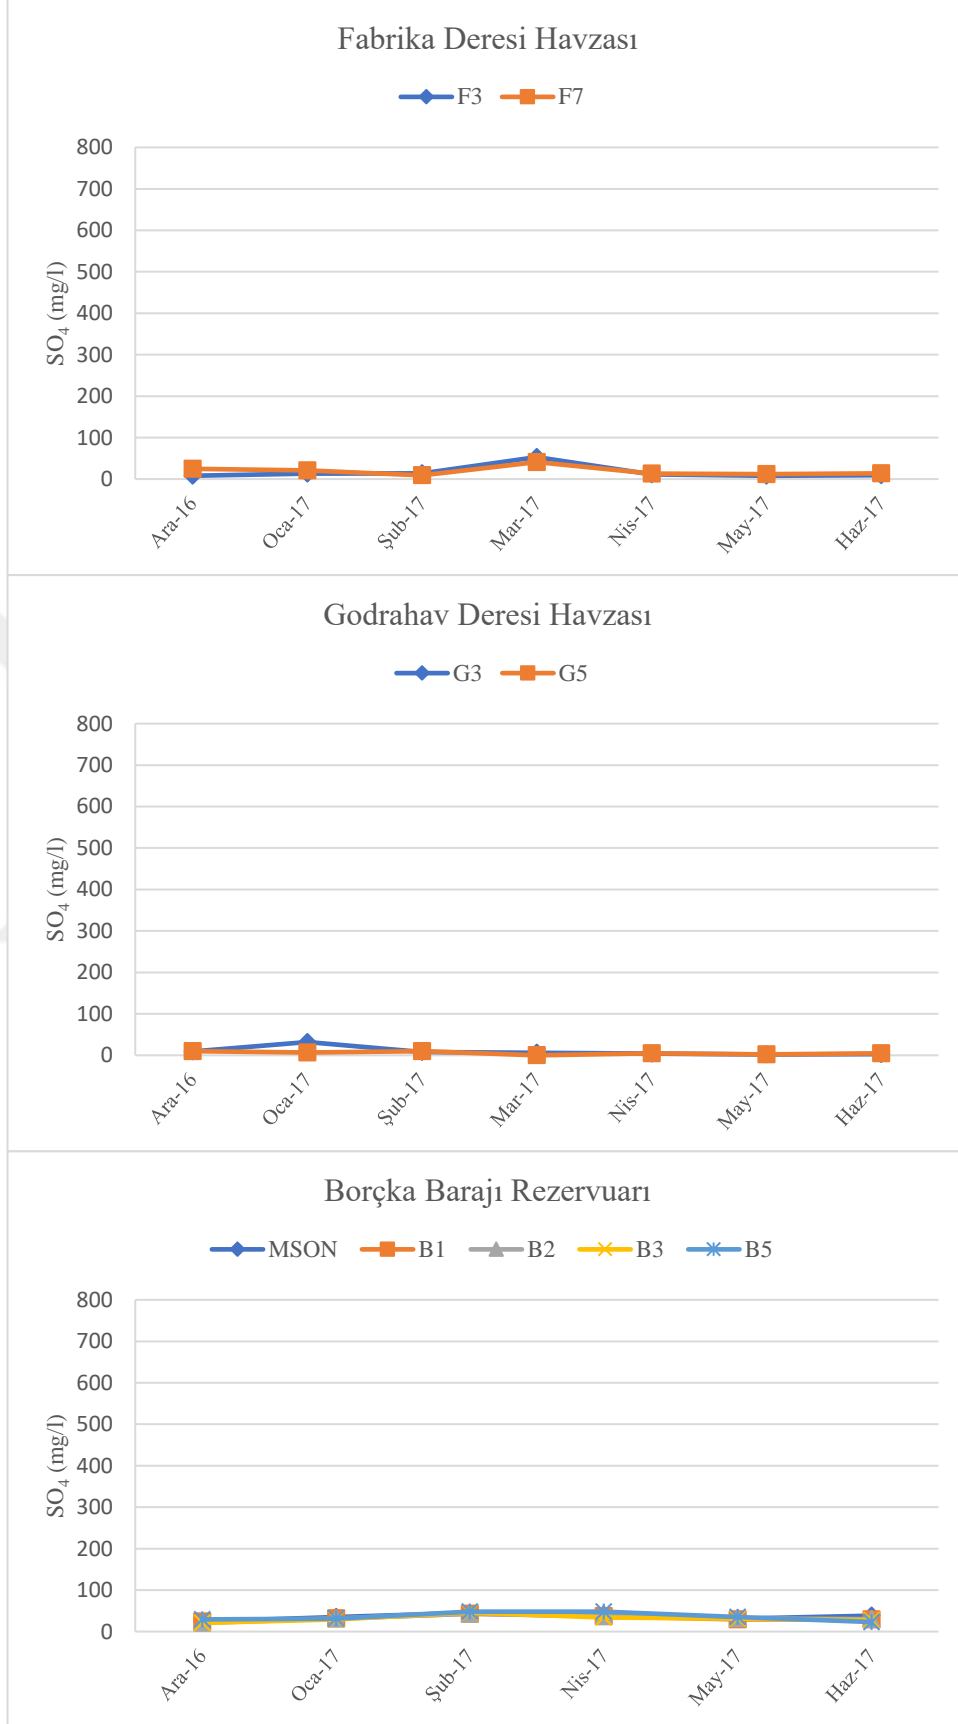 Fabrika Deresi Havzası
F3 F7
800
700
600
500
400
300
200
100
0
SO₄ (mg/l)
Ara-16 Oca-17 Şub-17 Mar-17 Nis-17 May-17 Haz-17
Godrahav Deresi Havzası
G3 G5
800
700
600
500
400
300
200
100
0
SO₄ (mg/l)
Ara-16 Oca-17 Şub-17 Mar-17 Nis-17 May-17 Haz-17
Borçka Barajı Rezervuarı
MSON B1 B2 B3 B5
800
700
600
500
400
300
200
100
0
SO₄ (mg/l)
Ara-16 Oca-17 Şub-17 Nis-17 May-17 Haz-17